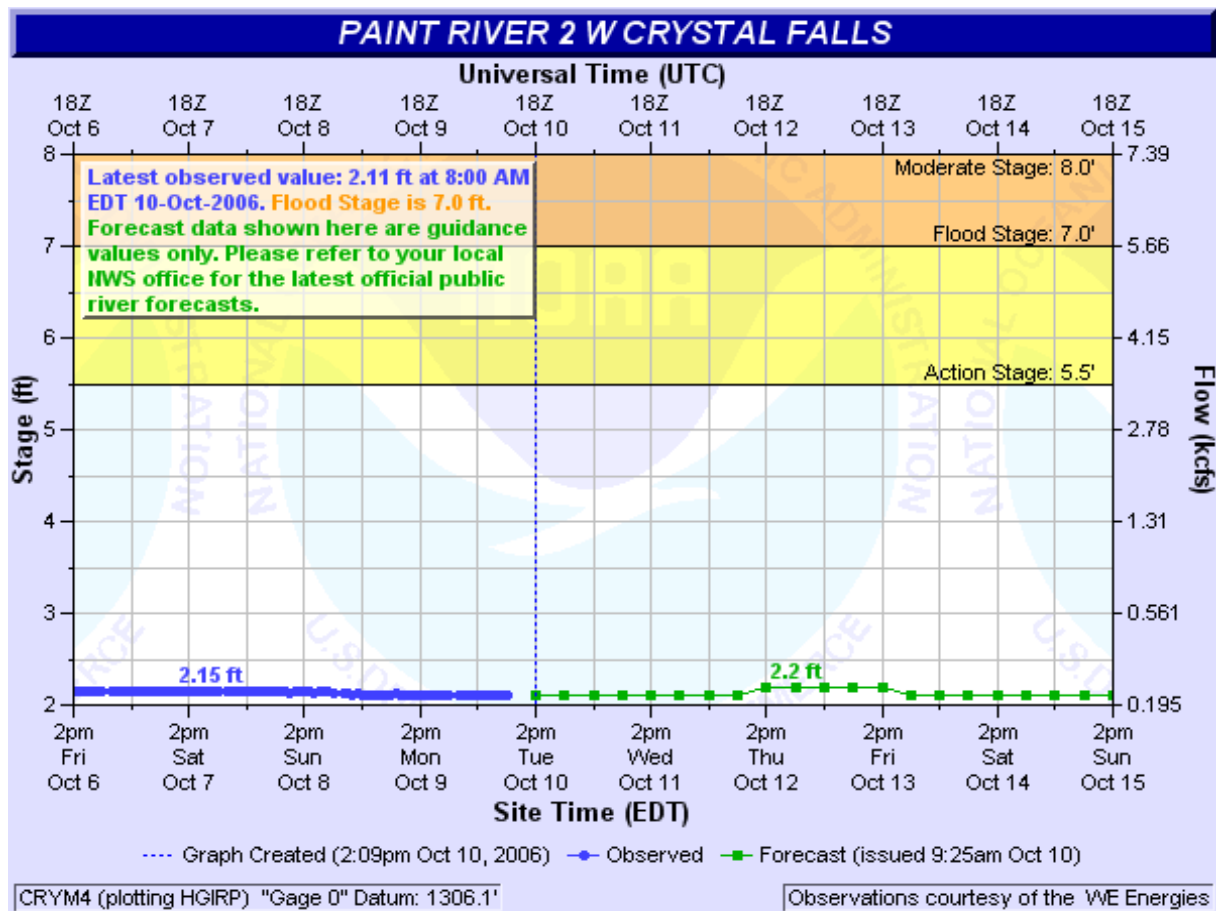 PAINT RIVER 2 W CRYSTAL FALLS
Universal Time (UTC)
18Z 18Z 18Z 18Z 18Z 18Z 18Z 18Z 18Z 18Z
Oct 6 Oct 7 Oct 8 Oct 9 Oct 10 Oct 11 Oct 12 Oct 13 Oct 14 Oct 15
8 7.39
Moderate Stage: 8.0'
Latest observed value: 2.11 ft at 8:00 AM
EDT 10-Oct-2006. Flood Stage is 7.0 ft.
Forecast data shown here are guidance
values only. Please refer to your local
NWS office for the latest official public
river forecasts.
Flood Stage: 7.0'
7 5.66
NOAA
6 4.15
Action Stage: 5.5'
Stage (ft)
Flow (kcfs)
5 2.78
4 1.31
3 0.561
2.15 ft
2.2 ft
2 0.195
2pm 2pm 2pm 2pm 2pm 2pm 2pm 2pm 2pm 2pm
Fri Sat Sun Mon Tue Wed Thu Fri Sat Sun
Oct 6 Oct 7 Oct 8 Oct 9 Oct 10 Oct 11 Oct 12 Oct 13 Oct 14 Oct 15
Site Time (EDT)
Graph Created (2:09pm Oct 10, 2006) Observed Forecast (issued 9:25am Oct 10)
CRYM4 (plotting HGIRP) "Gage 0" Datum: 1306.1'
Observations courtesy of the WE Energies